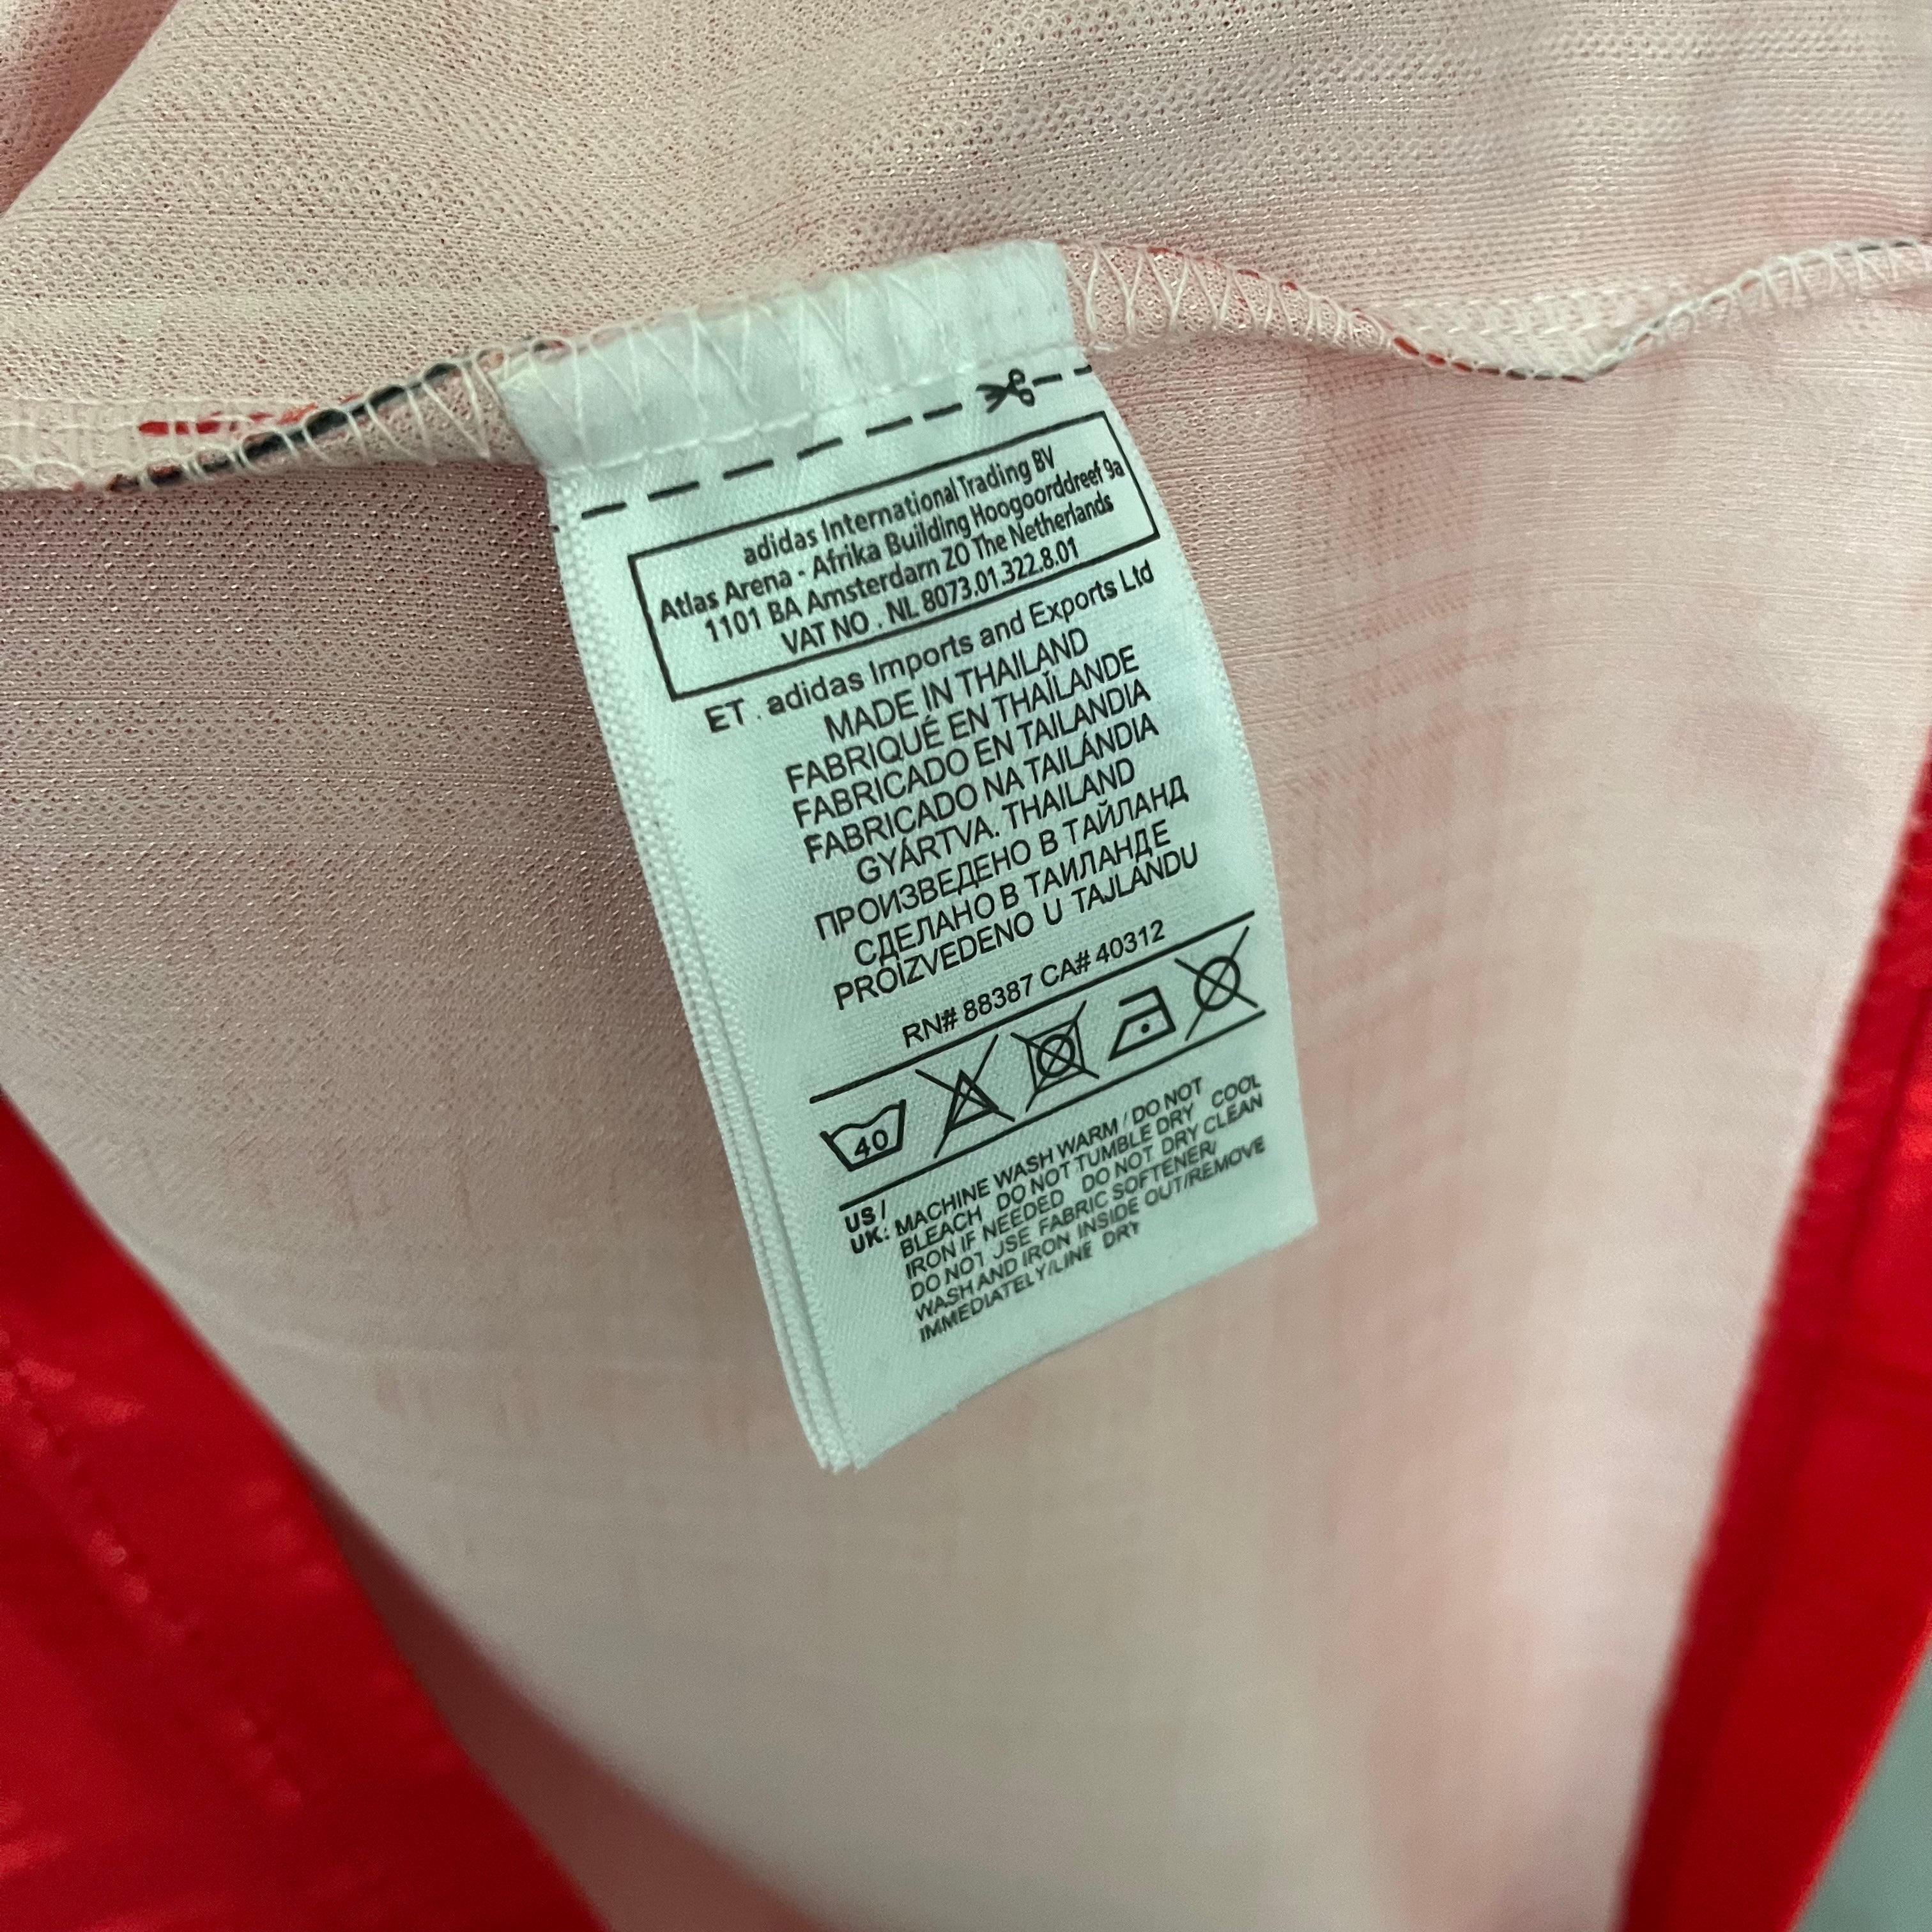 adidas International Trading BV
Atlas Arena - Afrika Building Hoogoorddreef 9a
1101 BA Amsterdam ZO The Netherlands
VAT NO . NL 8073.01.322.8.01
ET . adidas Imports and Exports Ltd
MADE IN THAILAND
FABRIQUÉ EN THAÏLANDE
FABRICADO EN TAILANDIA
FABRICADO NA TAILÁNDIA
GYÁRTVA. THAILAND
ПРОИЗВЕДЕНО В ТАЙЛАНД
СДЕЛАНО В ТАИЛАНДЕ
PROIZVEDENO U TAJLANDU
RN# 88387 CA# 40312
40
US /
UK: MACHINE WASH WARM / DO NOT
BLEACH DO NOT TUMBLE DRY COOL
IRON IF NEEDED DO NOT DRY CLEAN
DO NOT USE FABRIC SOFTENER/
WASH AND IRON INSIDE OUT/REMOVE
IMMEDIATELY/LINE DRY